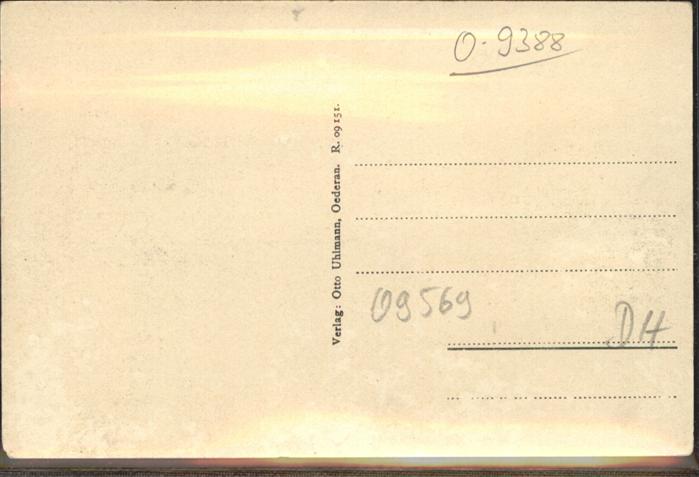 O-9388
Verlag: Otto Uhlmann, Oederan. R. 09151.
09569
DH